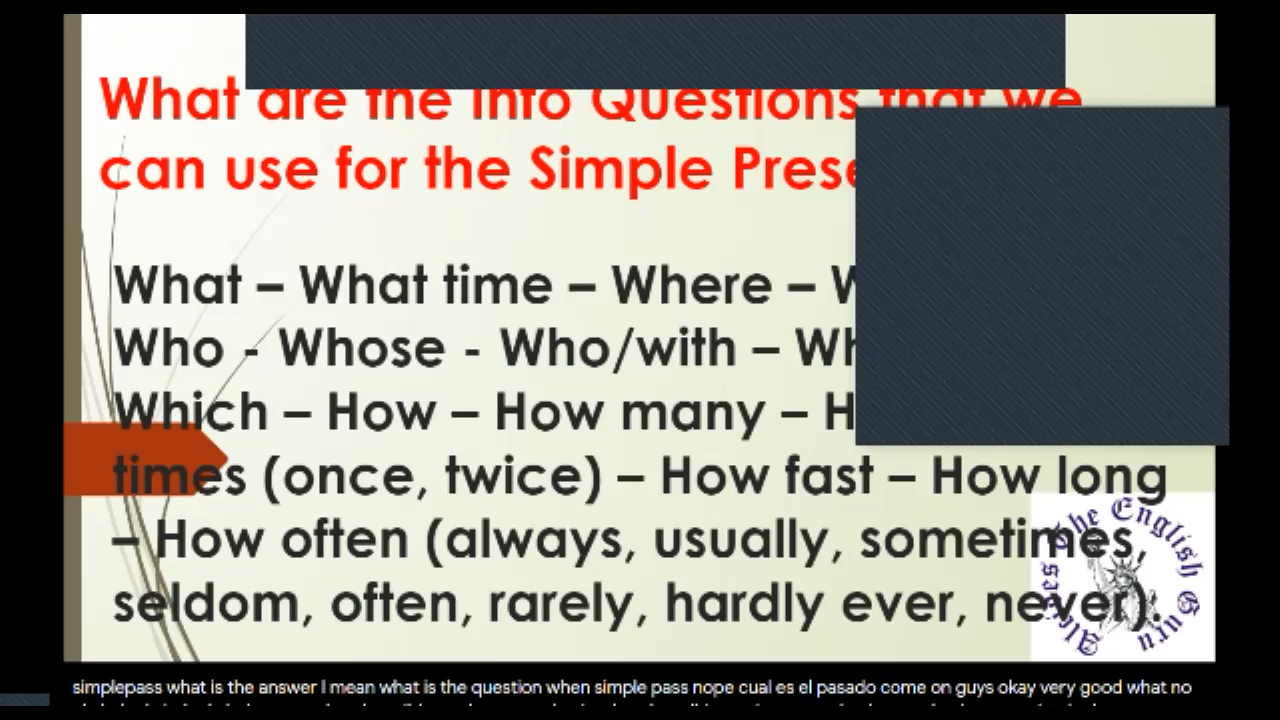 What are the Info Questions that we
can use for the Simple
What – What time – Where –
Who - Whose - Who/with –
Which – How – How many –
times (once, twice) – How fast – How long
– How often (always, usually, sometimes,
seldom, often, rarely, hardly ever, never).
The English Guru
simplepass what is the answer I mean what is the question when simple pass nope cual es el pasado come on guys okay very good what no